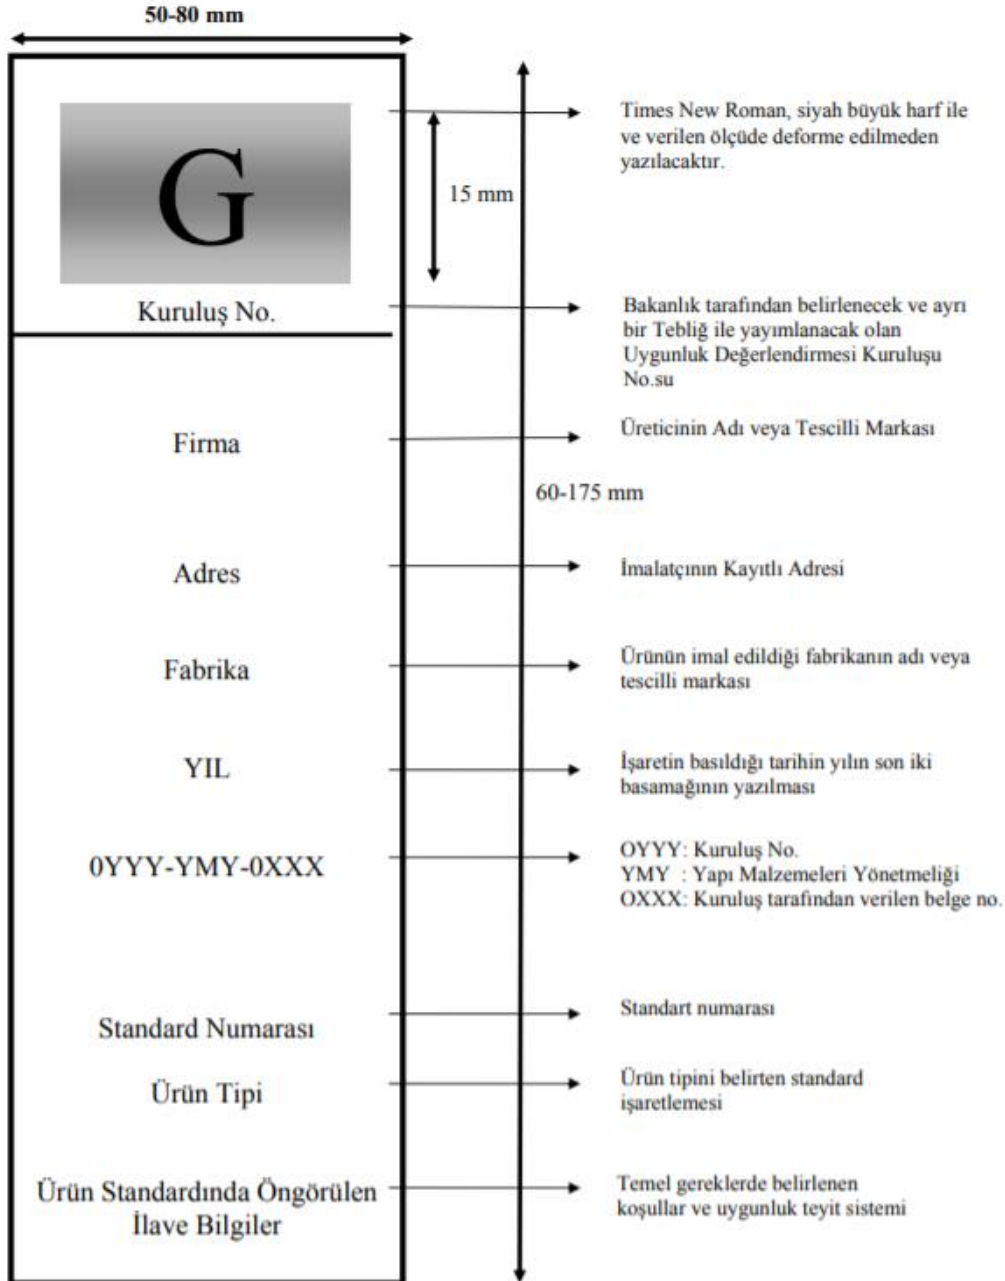 50-80 mm
G
Times New Roman, siyah büyük harf ile
ve verilen ölçüde deforme edilmeden
yazılacaktır.
15 mm
Kuruluş No.
Bakanlık tarafından belirlenecek ve ayrı
bir Tebliğ ile yayımlanacak olan
Uygunluk Değerlendirmesi Kuruluşu
No.su
Firma
Üreticinin Adı veya Tescilli Markası
60-175 mm
Adres
İmalatçının Kayıtlı Adresi
Fabrika
Ürünün imal edildiği fabrikanın adı veya
tescilli markası
YIL
İşaretin basıldığı tarihin yılın son iki
basamağının yazılması
0YYY-YMY-0XXX
OYYY: Kuruluş No.
YMY : Yapı Malzemeleri Yönetmeliği
OXXX: Kuruluş tarafından verilen belge no.
Standard Numarası
Standart numarası
Ürün Tipi
Ürün tipini belirten standard
işaretlemesi
Ürün Standardında Öngörülen
İlave Bilgiler
Temel gereklerde belirlenen
koşullar ve uygunluk teyit sistemi